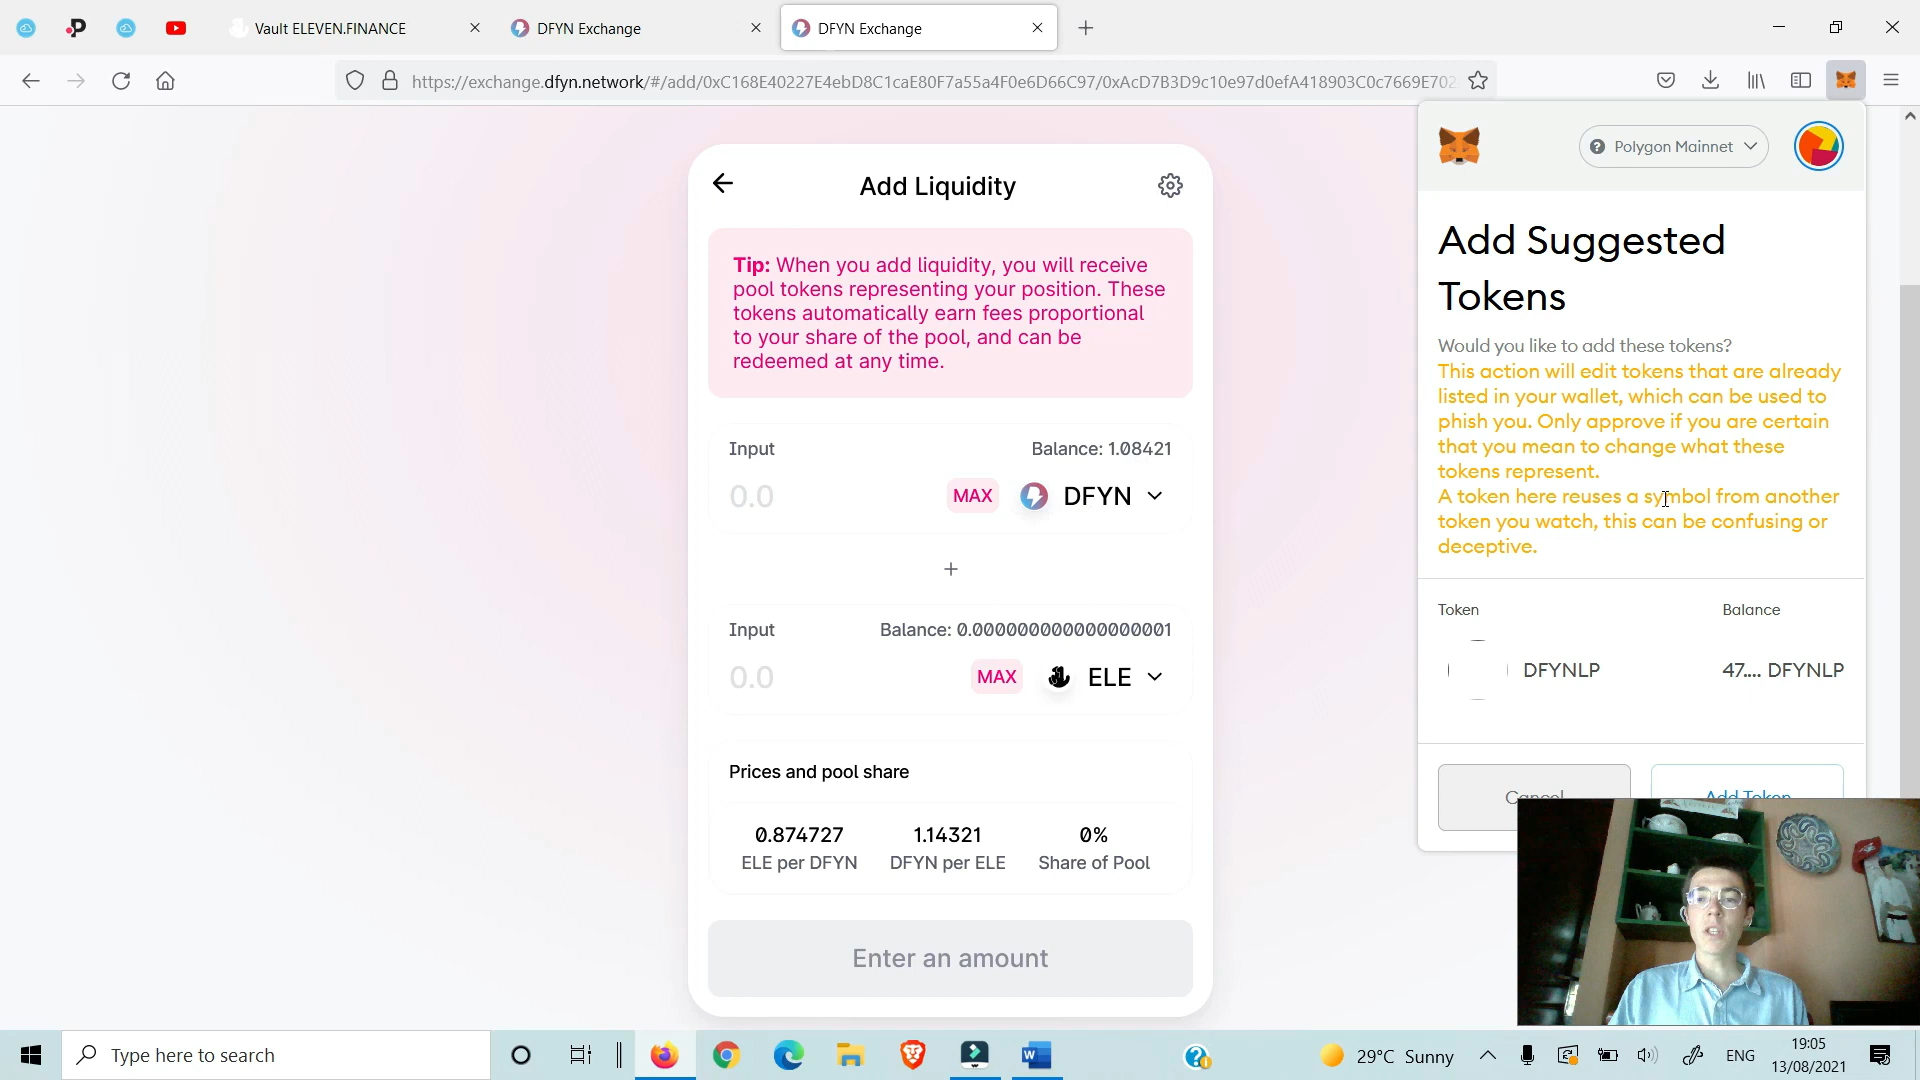 Vault ELEVEN.FINANCE
DFYN Exchange
DFYN Exchange
https://exchange.dfyn.network/#/add/0xC168E40227E4ebD8C1caE80F7a55a4F0e6D66C97/0xAcD7B3D9c10e97d0efA418903C0c7669E702
Add Liquidity
Tip: When you add liquidity, you will receive
pool tokens representing your position. These
tokens automatically earn fees proportional
to your share of the pool, and can be
redeemed at any time.
Input Balance: 1.08421
0.0 MAX DFYN
+
Input Balance: 0.000000000000000001
0.0 MAX ELE
Prices and pool share
0.874727 1.14321 0%
ELE per DFYN DFYN per ELE Share of Pool
Enter an amount
Polygon Mainnet
Add Suggested
Tokens
Would you like to add these tokens?
This action will edit tokens that are already
listed in your wallet, which can be used to
phish you. Only approve if you are certain
that you mean to change what these
tokens represent.
A token here reuses a symbol from another
token you watch, this can be confusing or
deceptive.
Token Balance
DFYNLP 47.... DFYNLP
Cancel Add Token
Type here to search
29°C Sunny
ENG
19:05
13/08/2021